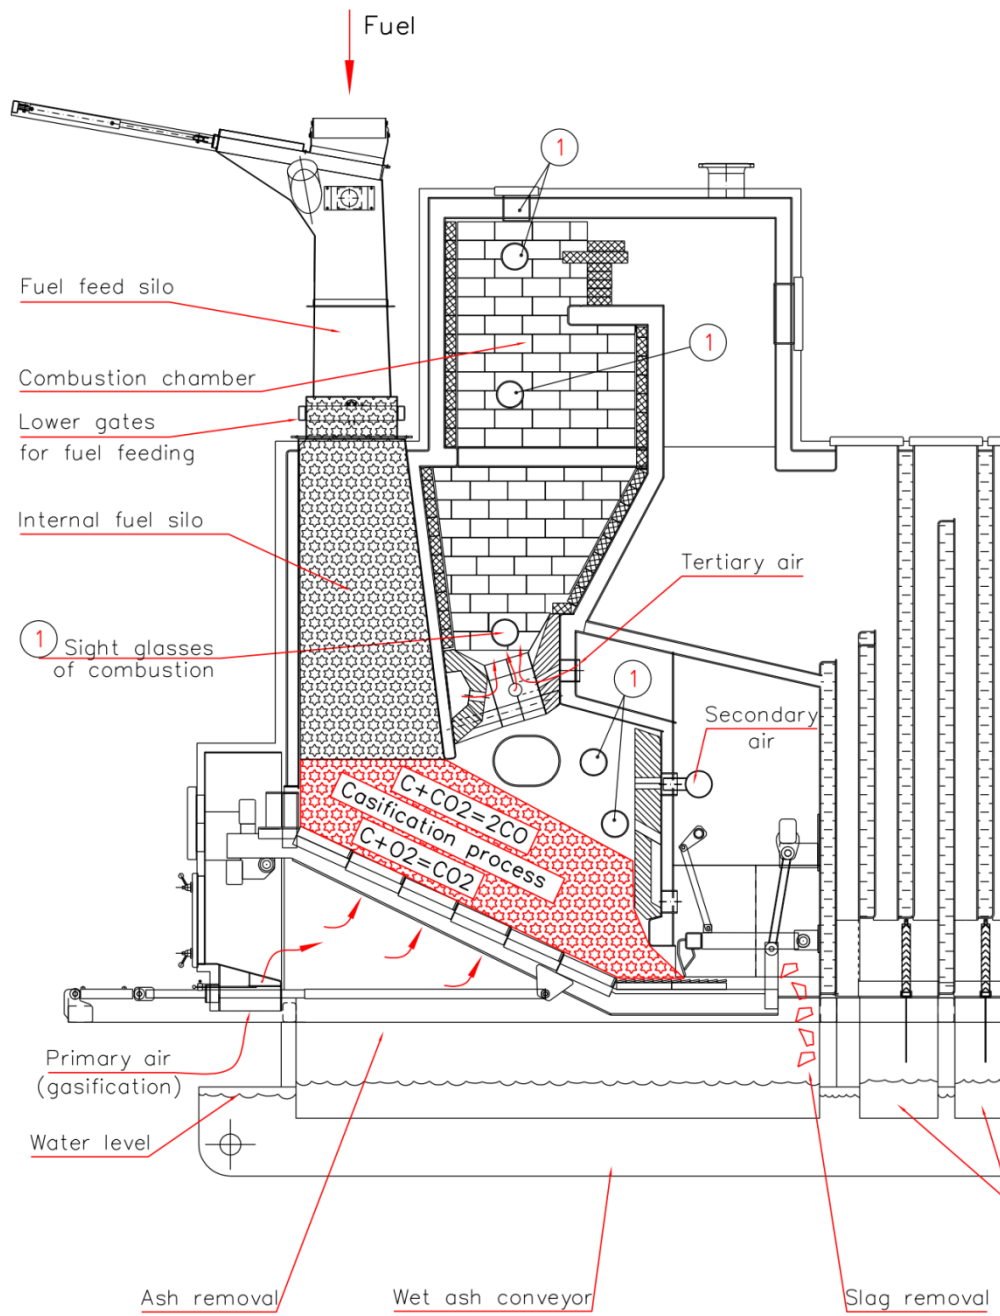 Fuel
1
Fuel feed silo
1
Combustion chamber
Lower gates
for fuel feeding
Internal fuel silo
Tertiary air
1 Sight glasses
of combustion
1
Secondary
air
C+CO2=2CO
Casification process
C+O2=CO2
Primary air
(gasification)
Water level
Ash removal
Wet ash conveyor
Slag removal